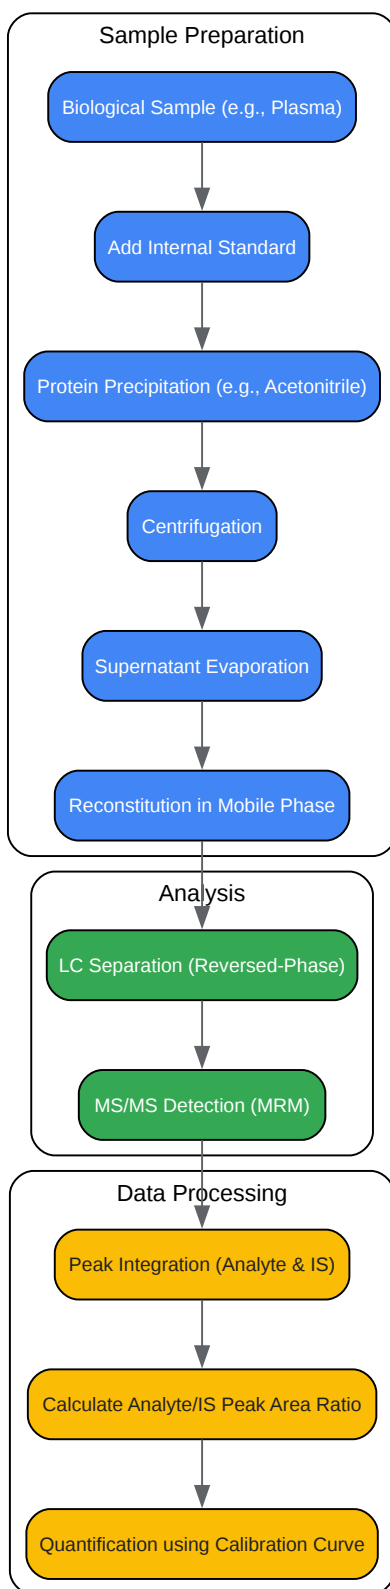 Sample Preparation
Biological Sample (e.g., Plasma)
Add Internal Standard
Protein Precipitation (e.g., Acetonitrile)
Centrifugation
Supernatant Evaporation
Reconstitution in Mobile Phase
Analysis
LC Separation (Reversed-Phase)
MS/MS Detection (MRM)
Data Processing
Peak Integration (Analyte & IS)
Calculate Analyte/IS Peak Area Ratio
Quantification using Calibration Curve